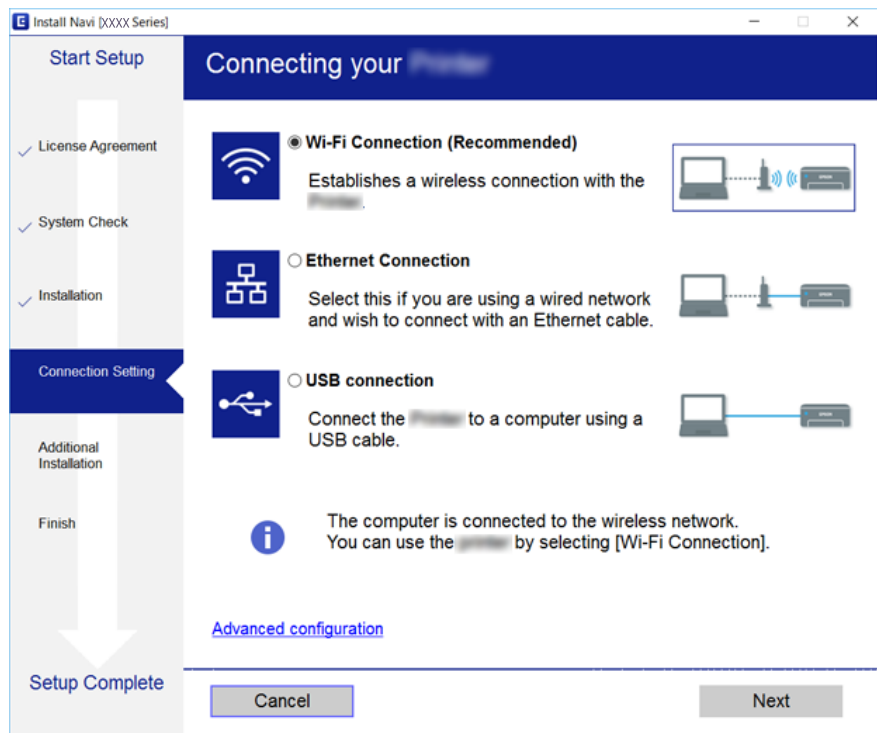 Install Navi [XXXX Series]
Start Setup
License Agreement
System Check
Installation
Connection Setting
Additional
Installation
Finish
Setup Complete
Connecting your
Wi-Fi Connection (Recommended)
Establishes a wireless connection with the
.
Ethernet Connection
Select this if you are using a wired network
and wish to connect with an Ethernet cable.
USB connection
Connect the to a computer using a
USB cable.
The computer is connected to the wireless network.
You can use the by selecting [Wi-Fi Connection].
Advanced configuration
Cancel
Next